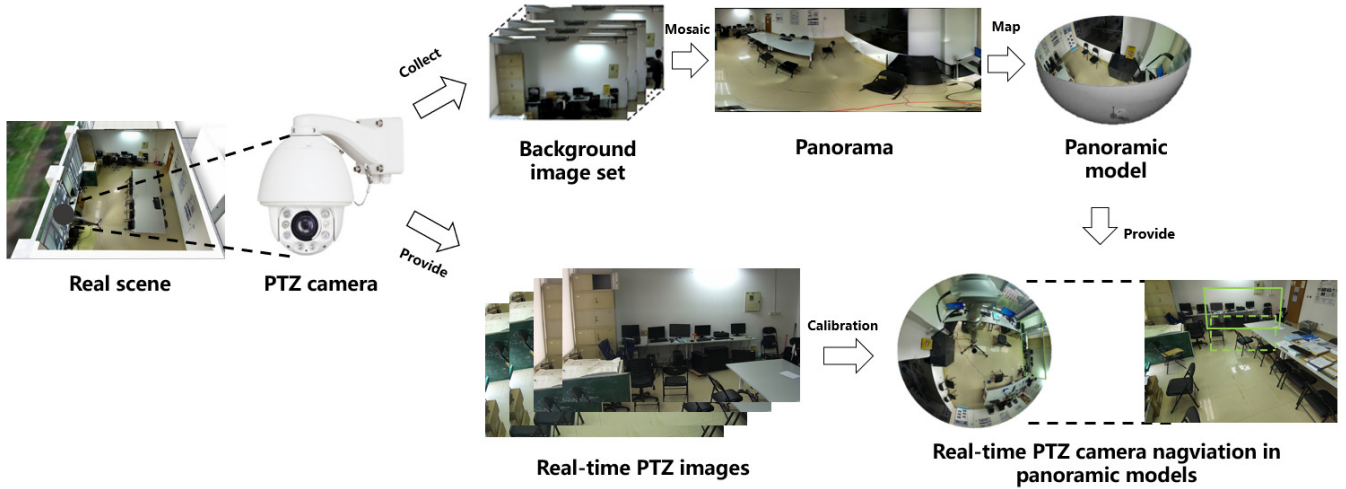 Collect
Mosaic
Map
Background
image set
Panorama
Panoramic
model
Real scene
PTZ camera
Provide
Provide
Calibration
Real-time PTZ images
Real-time PTZ camera nagviation in
panoramic models